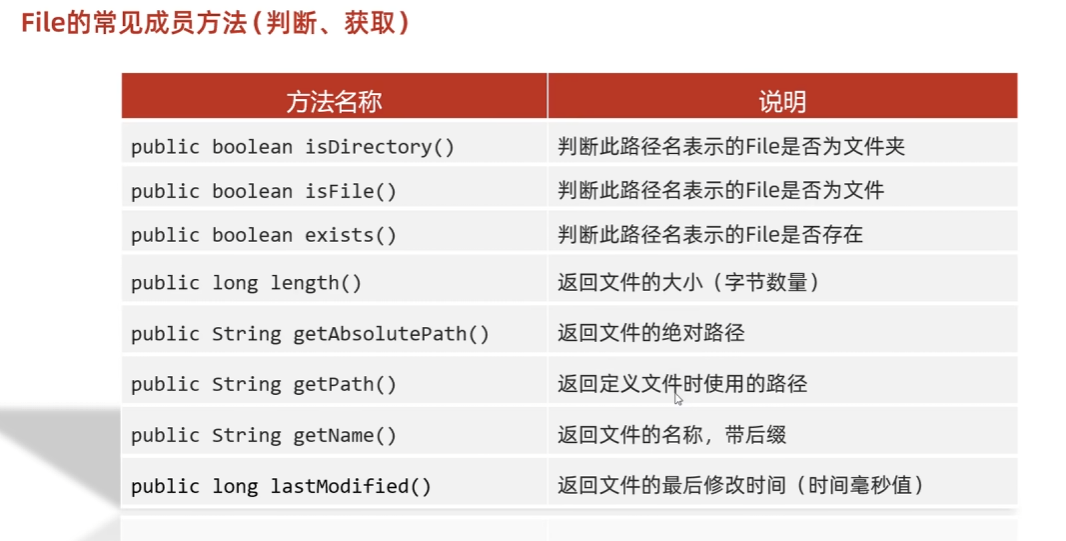 File的常见成员方法（判断、获取）
方法名称 说明
public boolean isDirectory() 判断此路径名表示的File是否为文件夹
public boolean isFile() 判断此路径名表示的File是否为文件
public boolean exists() 判断此路径名表示的File是否存在
public long length() 返回文件的大小（字节数量）
public String getAbsolutePath() 返回文件的绝对路径
public String getPath() 返回定义文件时使用的路径
public String getName() 返回文件的名称，带后缀
public long lastModified() 返回文件的最后修改时间（时间毫秒值）